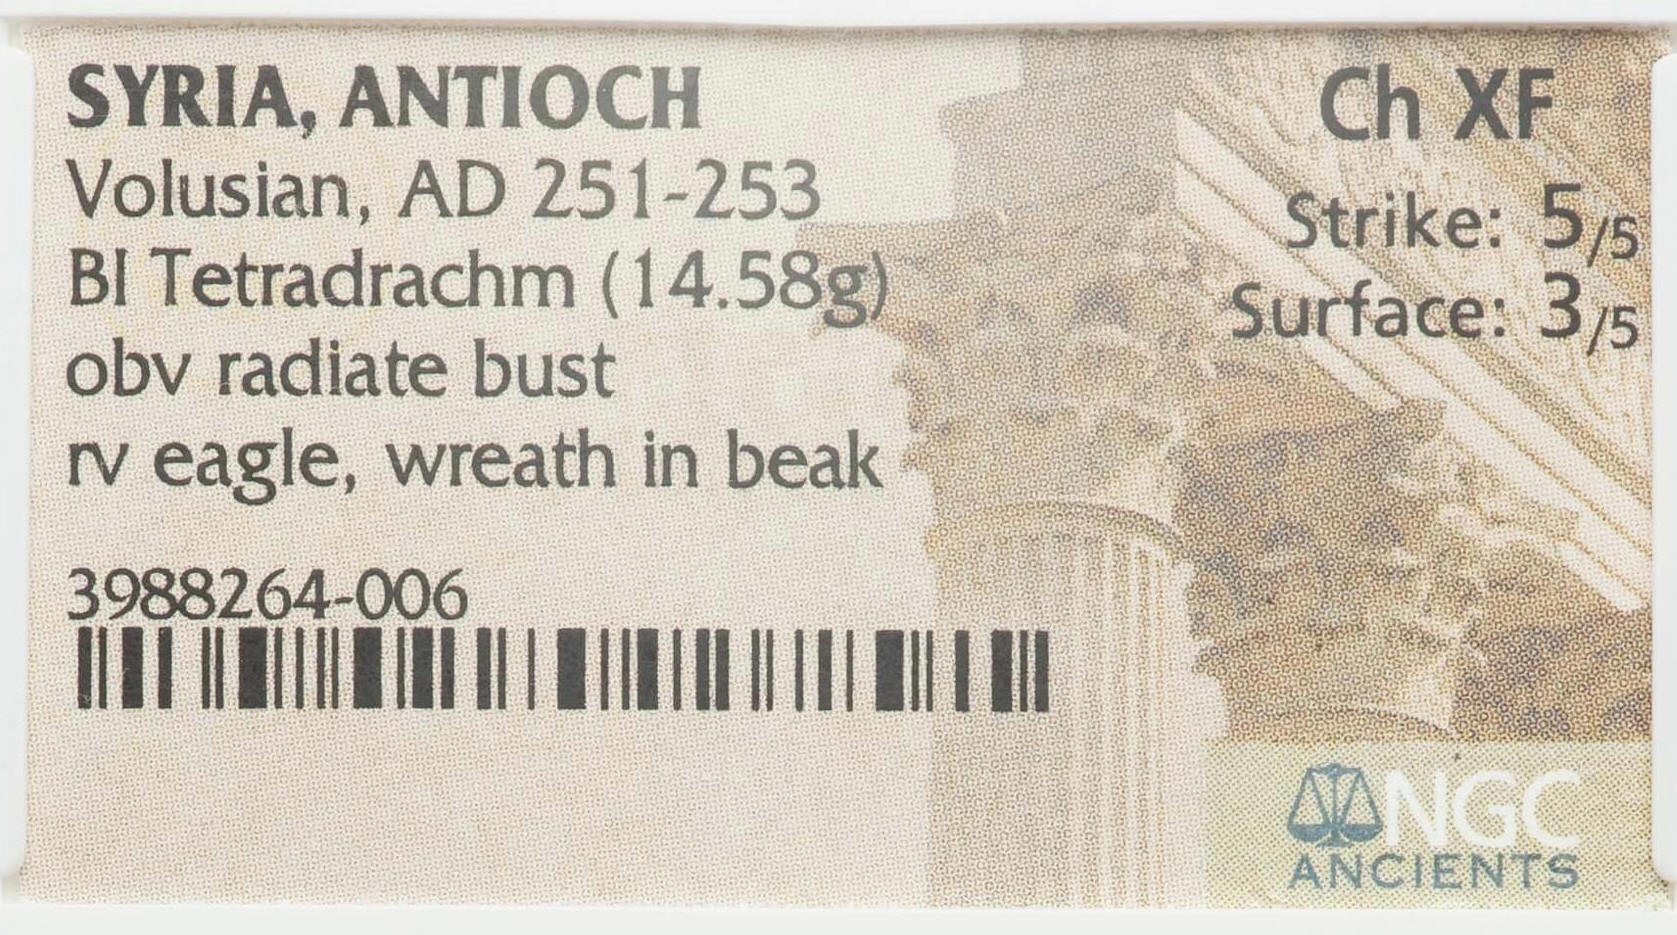 SYRIA, ANTIOCH
Volusian, AD 251-253
BI Tetradrachm (14.58g)
obv radiate bust
rv eagle, wreath in beak
3988264-006
Ch XF
Strike: 5/5
Surface: 3/5
NGC
ANCIENTS